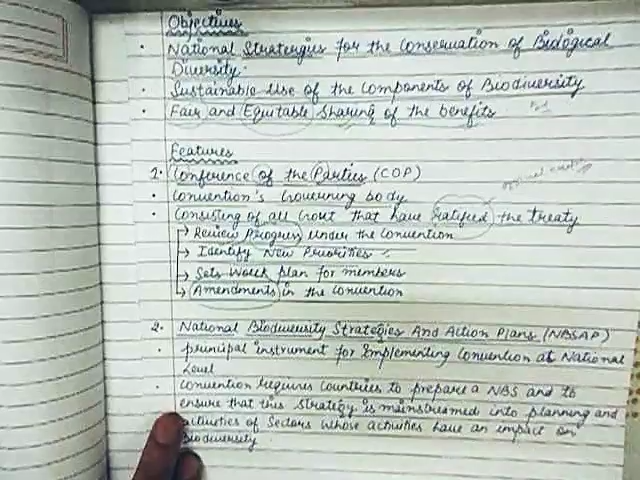 Objectives
• National Stratergies for the conservation of Biological
Diversity.
• Sustainable Use of the components of Biodiversity
• Fair and Equitable Sharing of the benefits
Features
1. Conference of the Parties (COP)
• Convention's Governing body
• Consisting of all Govt that have ratified the treaty
→ Review Progress under the Convention
→ Identify New Priorities
→ Sets Work plan for members
→ Amendments in the Convention
2. National Biodiversity Strategies And Action Plans (NBSAP)
• principal instrument for Implementing Convention at National
Level
• Convention requires countries to prepare a NBS and to
ensure that this strategy is mainstreamed into planning and
activities of Sectors whose activities have an impact on
Biodiversity